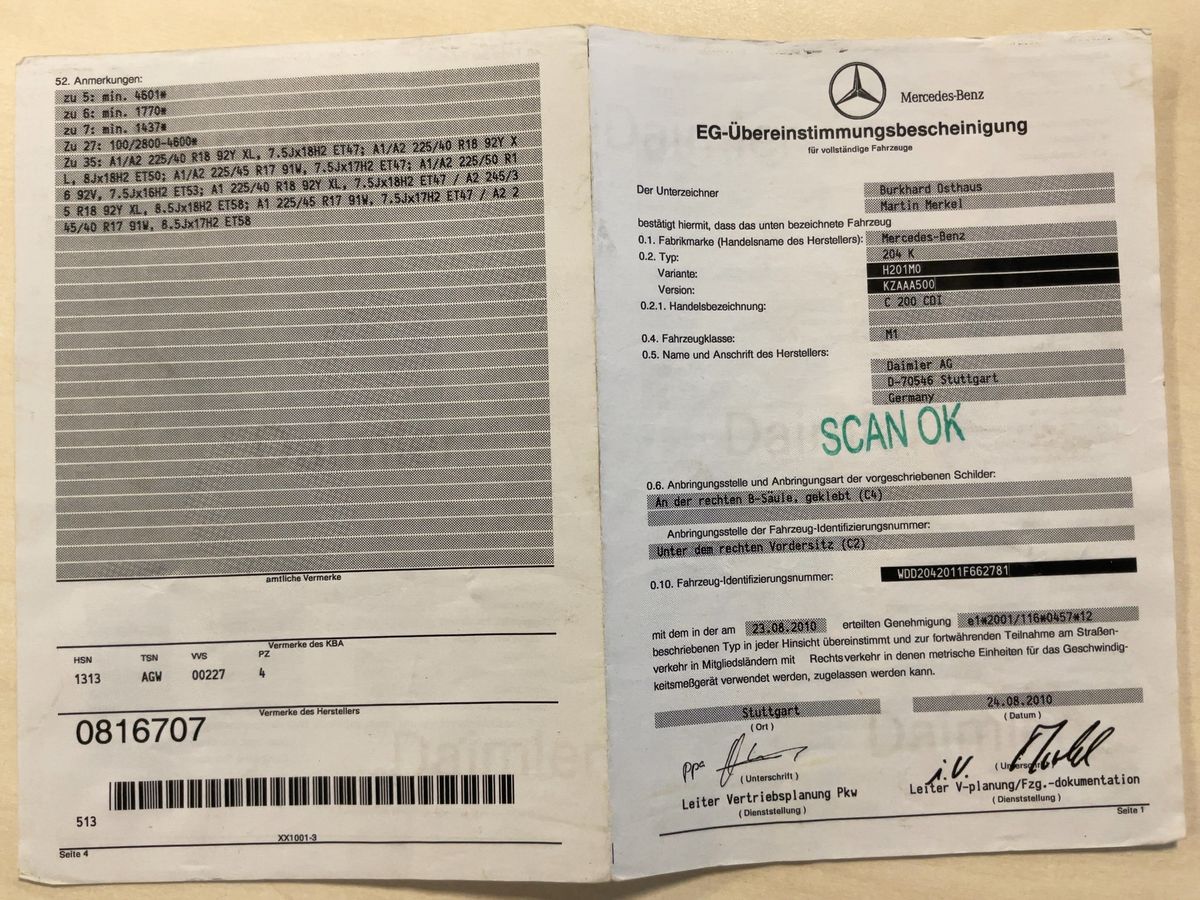 52. Anmerkungen:
zu 5: min. 4601*
zu 6: min. 1770*
zu 7: min. 1437*
Zu 27: 100/2800-4600*
Zu 35: A1/A2 225/40 R18 92Y XL, 7.5Jx18H2 ET47; A1/A2 225/40 R18 92Y X
L, 8Jx18H2 ET50; A1/A2 225/45 R17 91W, 7.5Jx17H2 ET47; A1/A2 225/50 R1
6 92V, 7.5Jx16H2 ET53; A1 225/40 R18 92Y XL, 7.5Jx18H2 ET47 / A2 245/3
5 R18 92Y XL, 8.5Jx18H2 ET58; A1 225/45 R17 91W, 7.5Jx17H2 ET47 / A2 2
45/40 R17 91W, 8.5Jx17H2 ET58
amtliche Vermerke
Vermerke des KBA
HSN TSN VVS PZ
1313 AGW 00227 4
Vermerke des Herstellers
0816707
513
XX1001-3
Seite 4
Mercedes-Benz
EG-Übereinstimmungsbescheinigung
für vollständige Fahrzeuge
Der Unterzeichner Burkhard Osthaus
Martin Merkel
bestätigt hiermit, dass das unten bezeichnete Fahrzeug
0.1. Fabrikmarke (Handelsname des Herstellers): Mercedes-Benz
0.2. Typ: 204 K
Variante: H201M0
Version: KZAAA500
0.2.1. Handelsbezeichnung: C 200 CDI
0.4. Fahrzeugklasse: M1
0.5. Name und Anschrift des Herstellers: Daimler AG
D-70546 Stuttgart
Germany
SCAN OK
0.6. Anbringungsstelle und Anbringungsart der vorgeschriebenen Schilder:
An der rechten B-Säule, geklebt (C4)
Anbringungsstelle der Fahrzeug-Identifizierungsnummer:
Unter dem rechten Vordersitz (C2)
0.10. Fahrzeug-Identifizierungsnummer: WDD2042011F662781
mit dem in der am 23.08.2010 erteilten Genehmigung e1*2001/116*0457*12
beschriebenen Typ in jeder Hinsicht übereinstimmt und zur fortwährenden Teilnahme am Straßen-
verkehr in Mitgliedsländern mit Rechtsverkehr in denen metrische Einheiten für das Geschwindig-
keitsmeßgerät verwendet werden, zugelassen werden kann.
Stuttgart 24.08.2010
(Ort) (Datum)
ppa i.V.
(Unterschrift) (Unterschrift)
Leiter Vertriebsplanung Pkw Leiter V-planung/Fzg.-dokumentation
(Dienststellung) (Dienststellung)
Seite 1